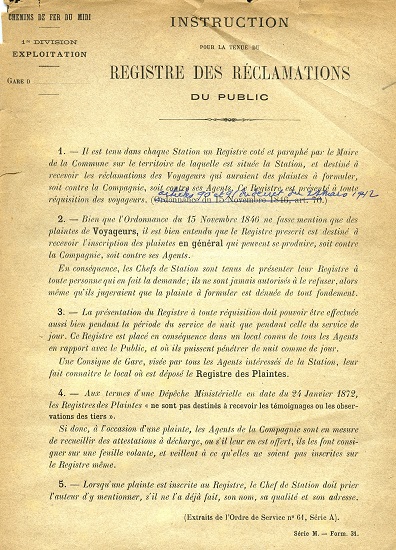 CHEMINS DE FER DU MIDI
1re DIVISION
EXPLOITATION
GARE D
INSTRUCTION
POUR LA TENUE DU
REGISTRE DES RÉCLAMATIONS
DU PUBLIC
1. — Il est tenu dans chaque Station un Registre coté et paraphé par le Maire
de la Commune sur le territoire de laquelle est située la Station, et destiné à
recevoir les réclamations des Voyageurs qui auraient des plaintes à formuler,
soit contre la Compagnie, soit contre ses Agents. Ce Registre est présenté à toute
réquisition des voyageurs. (Ordonnance du 15 Novembre 1846, art. 76.)
du 1912
2. — Bien que l'Ordonnance du 15 Novembre 1846 ne fasse mention que des
plaintes de Voyageurs, il est bien entendu que le Registre prescrit est destiné à
recevoir l'inscription des plaintes en général qui peuvent se produire, soit contre
la Compagnie, soit contre ses Agents.
En conséquence, les Chefs de Station sont tenus de présenter leur Registre à
toute personne qui en fait la demande; ils ne sont jamais autorisés à le refuser, alors
même qu'ils jugeraient que la plainte à formuler est dénuée de tout fondement.
3. — La présentation du Registre à toute réquisition doit pouvoir être effectuée
aussi bien pendant la période du service de nuit que pendant celle du service de
jour. Ce Registre est placé en conséquence dans un local connu de tous les Agents
en rapport avec le Public, et où ils puissent pénétrer de nuit comme de jour.
Une Consigne de Gare, visée par tous les Agents intéressés de la Station, leur
fait connaître le local où est déposé le Registre des Plaintes.
4. — Aux termes d'une Dépêche Ministérielle en date du 24 Janvier 1872,
les Registres des Plaintes « ne sont pas destinés à recevoir les témoignages ou les obser-
vations des tiers ».
Si donc, à l'occasion d'une plainte, les Agents de la Compagnie sont en mesure
de recueillir des attestations à décharge, ou s'il leur en est offert, ils les font consi-
gner sur une feuille volante, et veillent à ce qu'elles ne soient pas inscrites sur
le Registre même.
5. — Lorsqu'une plainte est inscrite au Registre, le Chef de Station doit prier
l'auteur d'y mentionner, s'il ne l'a déjà fait, son nom, sa qualité et son adresse.
(Extraits de l'Ordre de Service nº 61, Série A).
Série M. — Form. 31.